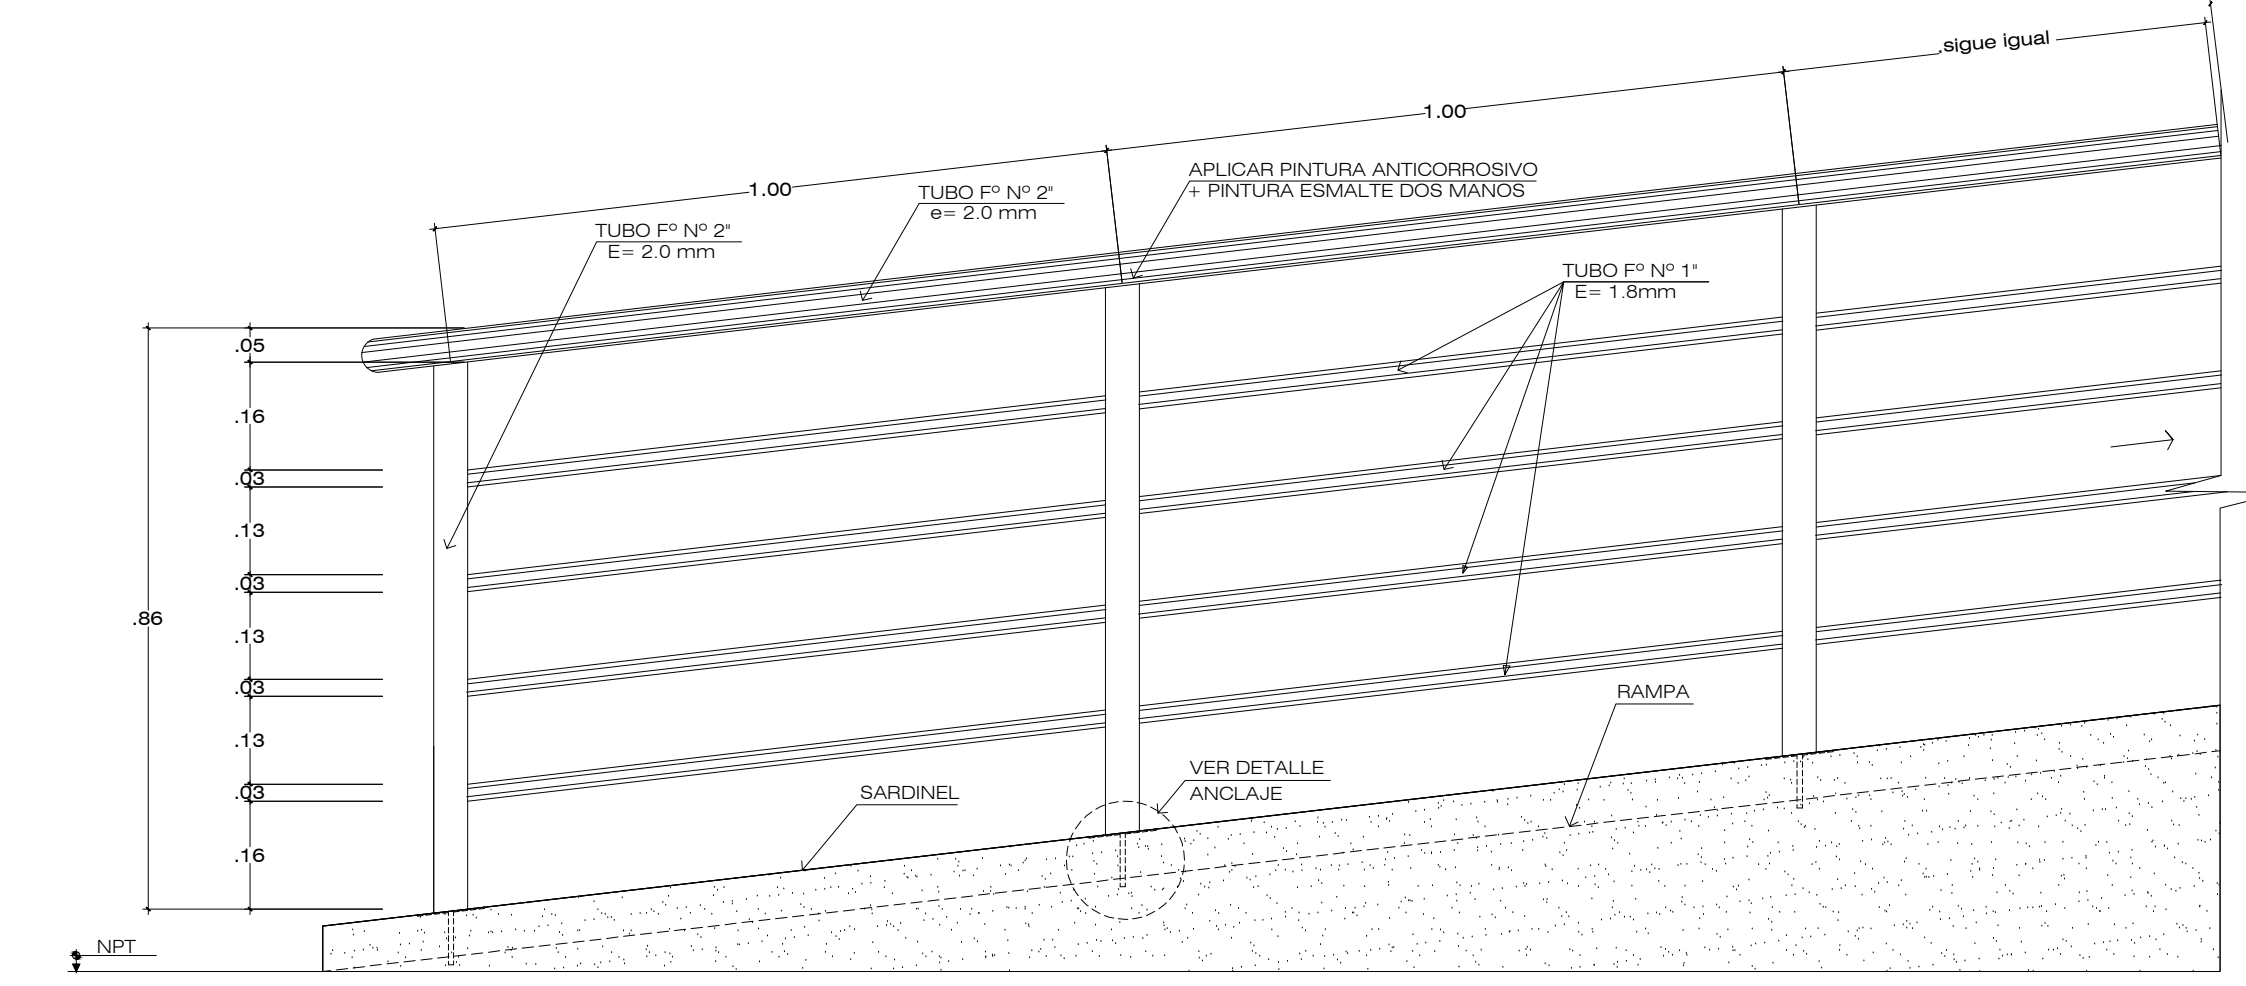 .sigue igual
1.00
1.00
APLICAR PINTURA ANTICORROSIVO
+ PINTURA ESMALTE DOS MANOS
TUBO Fº Nº 2"
e= 2.0 mm
TUBO Fº Nº 2"
E= 2.0 mm
TUBO Fº Nº 1"
E= 1.8mm
.05
.16
.03
.13
.03
.86
.13
.03
.13
.03
.16
RAMPA
VER DETALLE
ANCLAJE
SARDINEL
NPT